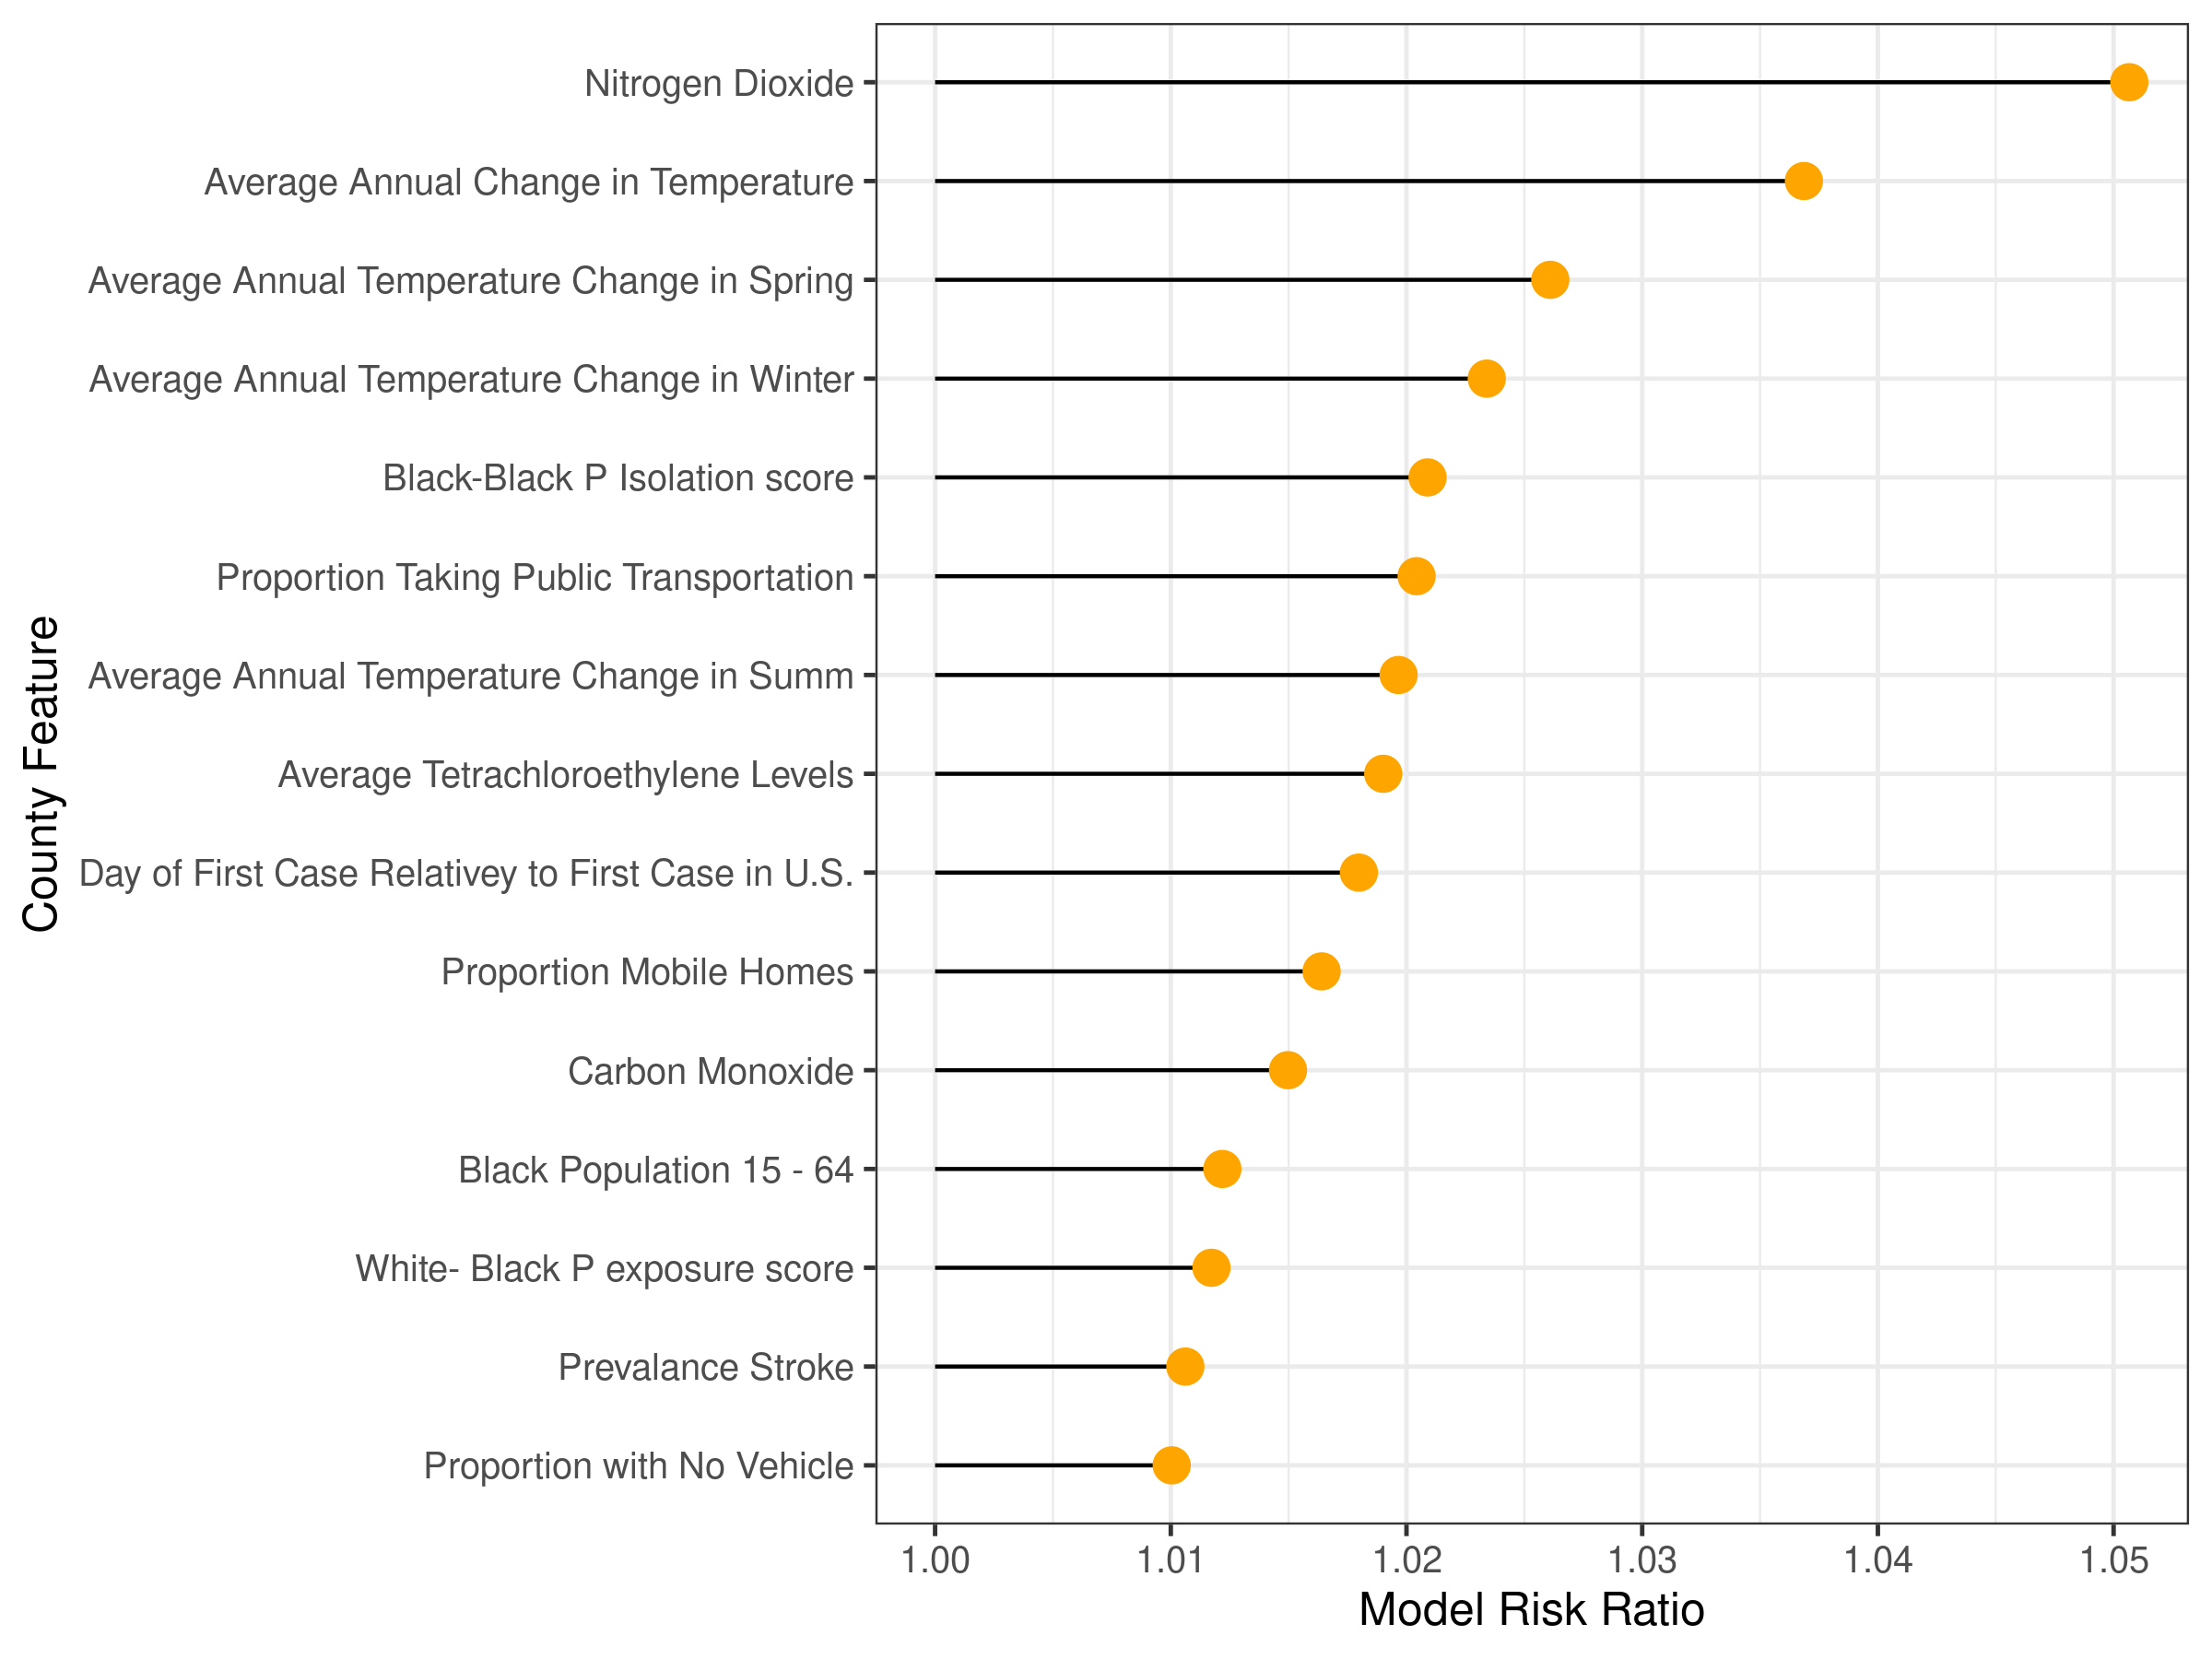 Nitrogen Dioxide
Average Annual Change in Temperature
Average Annual Temperature Change in Spring
Average Annual Temperature Change in Winter
Black-Black P Isolation score
Proportion Taking Public Transportation
Average Annual Temperature Change in Summ
Average Tetrachloroethylene Levels
Day of First Case Relativey to First Case in U.S.
Proportion Mobile Homes
Carbon Monoxide
Black Population 15 - 64
White- Black P exposure score
Prevalance Stroke
Proportion with No Vehicle
County Feature
1.00 1.01 1.02 1.03 1.04 1.05
Model Risk Ratio